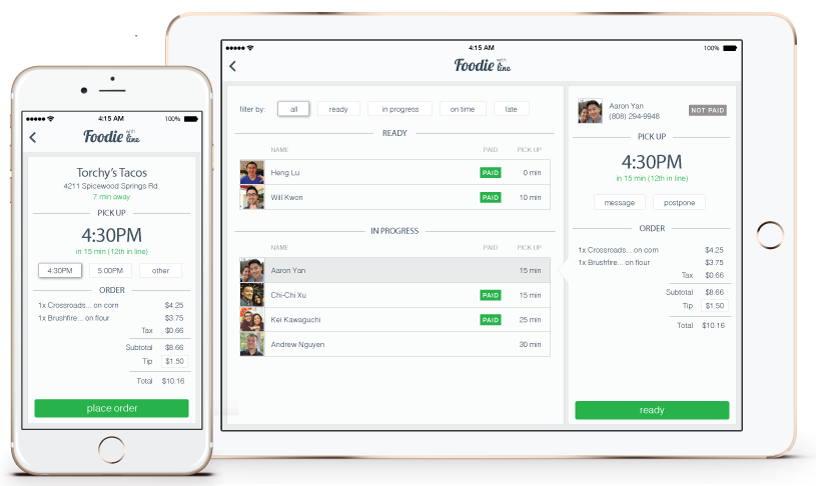 4:15 AM 100%
Foodie with line
Torchy's Tacos
4211 Spicewood Springs Rd
7 min away
PICK UP
4:30PM
in 15 min (12th in line)
4:30PM 5:00PM other
ORDER
1x Crossroads... on corn $4.25
1x Brushfire... on flour $3.75
Tax $0.66
Subtotal $8.66
Tip $1.50
Total $10.16
place order
4:15 AM 100%
Foodie with line
filter by: all ready in progress on time late
READY
NAME PAID PICK UP
Heng Lu PAID 0 min
Will Kwon PAID 10 min
IN PROGRESS
NAME PAID PICK UP
Aaron Yan 15 min
Chi-Chi Xu PAID 15 min
Kei Kawaguchi PAID 25 min
Andrew Nguyen 30 min
Aaron Yan
(808) 294-9948
NOT PAID
PICK UP
4:30PM
in 15 min (12th in line)
message postpone
ORDER
1x Crossroads... on corn $4.25
1x Brushfire... on flour $3.75
Tax $0.66
Subtotal $8.66
Tip $1.50
Total $10.16
ready